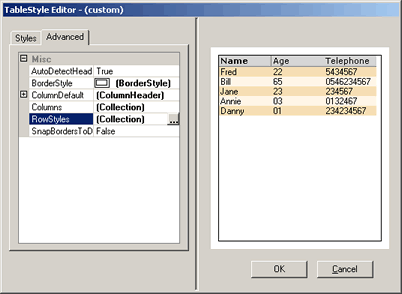 TableStyle Editor - (custom)
Styles Advanced
Misc
AutoDetectHead True
BorderStyle (BorderStyle)
ColumnDefault (ColumnHeader)
Columns (Collection)
RowStyles (Collection) ...
SnapBordersToD False
Name Age Telephone
Fred 22 5434567
Bill 65 0546234567
Jane 23 234567
Annie 03 0132467
Danny 01 234234567
OK Cancel